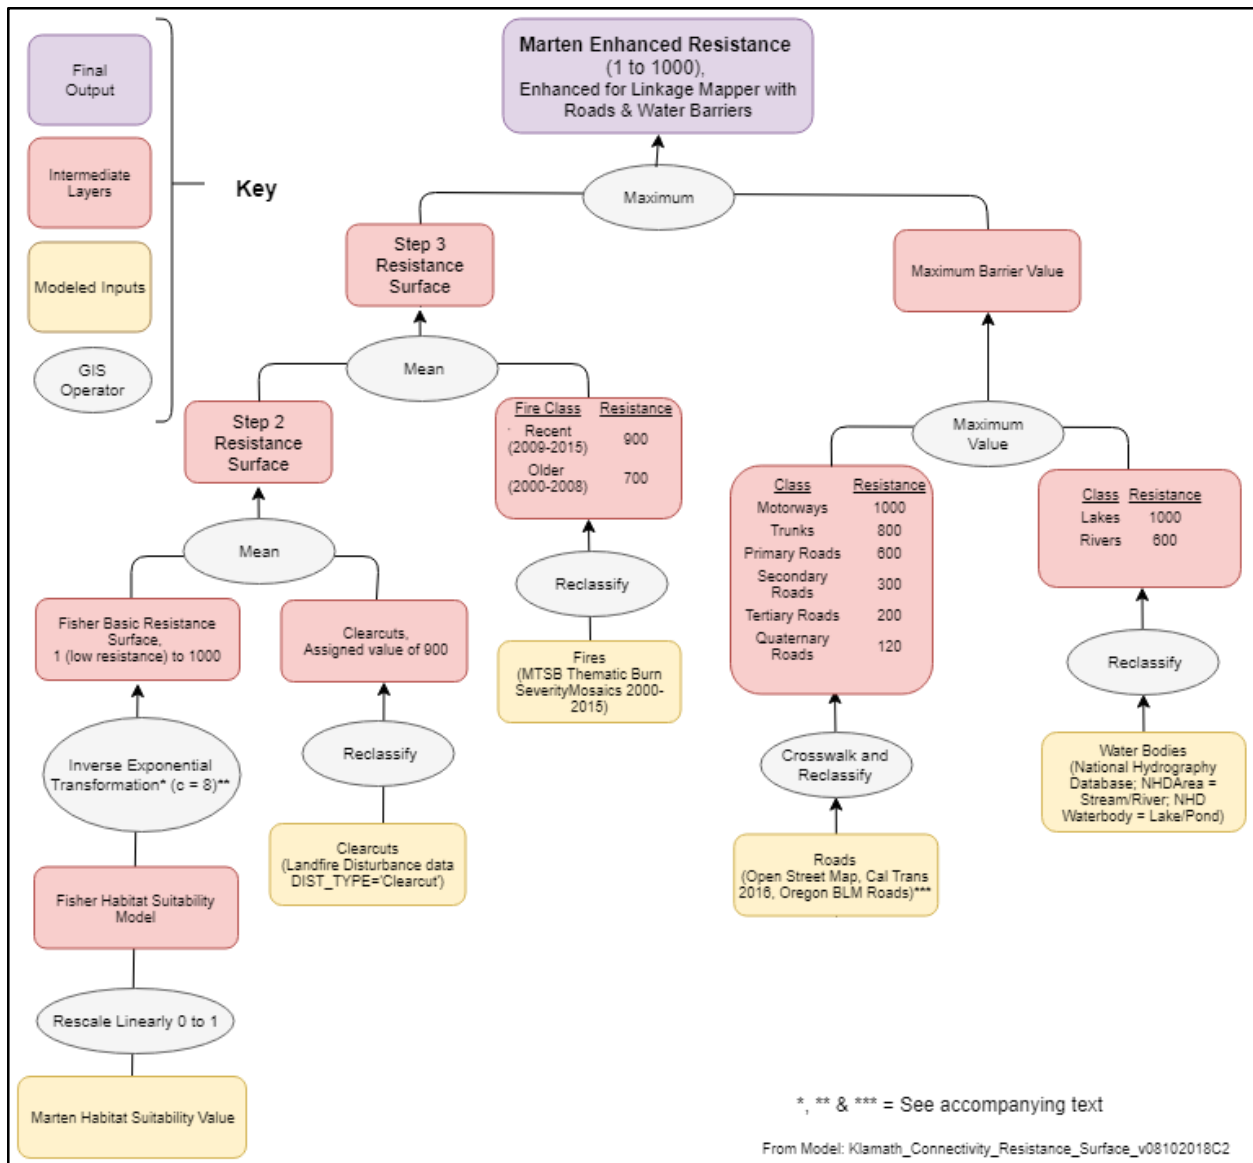 Final
Output
Intermediate
Layers
Modeled Inputs
GIS
Operator
Key
Marten Enhanced Resistance
(1 to 1000),
Enhanced for Linkage Mapper with
Roads & Water Barriers
Maximum
Step 3
Resistance
Surface
Maximum Barrier Value
Mean
Step 2
Resistance
Surface
Fire Class Resistance
Recent
(2009-2015) 900
Older
(2000-2008) 700
Maximum
Value
Class Resistance
Motorways 1000
Trunks 800
Primary Roads 600
Secondary
Roads 300
Tertiary Roads 200
Quaternary
Roads 120
Class Resistance
Lakes 1000
Rivers 600
Mean
Reclassify
Fisher Basic Resistance
Surface,
1 (low resistance) to 1000
Clearcuts,
Assigned value of 900
Fires
(MTSB Thematic Burn
SeverityMosaics 2000-
2015)
Reclassify
Inverse Exponential
Transformation* (c = 8)**
Reclassify
Crosswalk and
Reclassify
Water Bodies
(National Hydrography
Database; NHDArea =
Stream/River; NHD
Waterbody = Lake/Pond)
Clearcuts
(Landfire Disturbance data
DIST_TYPE='Clearcut')
Roads
(Open Street Map, Cal Trans
2016, Oregon BLM Roads)***
Fisher Habitat Suitability
Model
Rescale Linearly 0 to 1
Marten Habitat Suitability Value
*, ** & *** = See accompanying text
From Model: Klamath_Connectivity_Resistance_Surface_v08102018C2